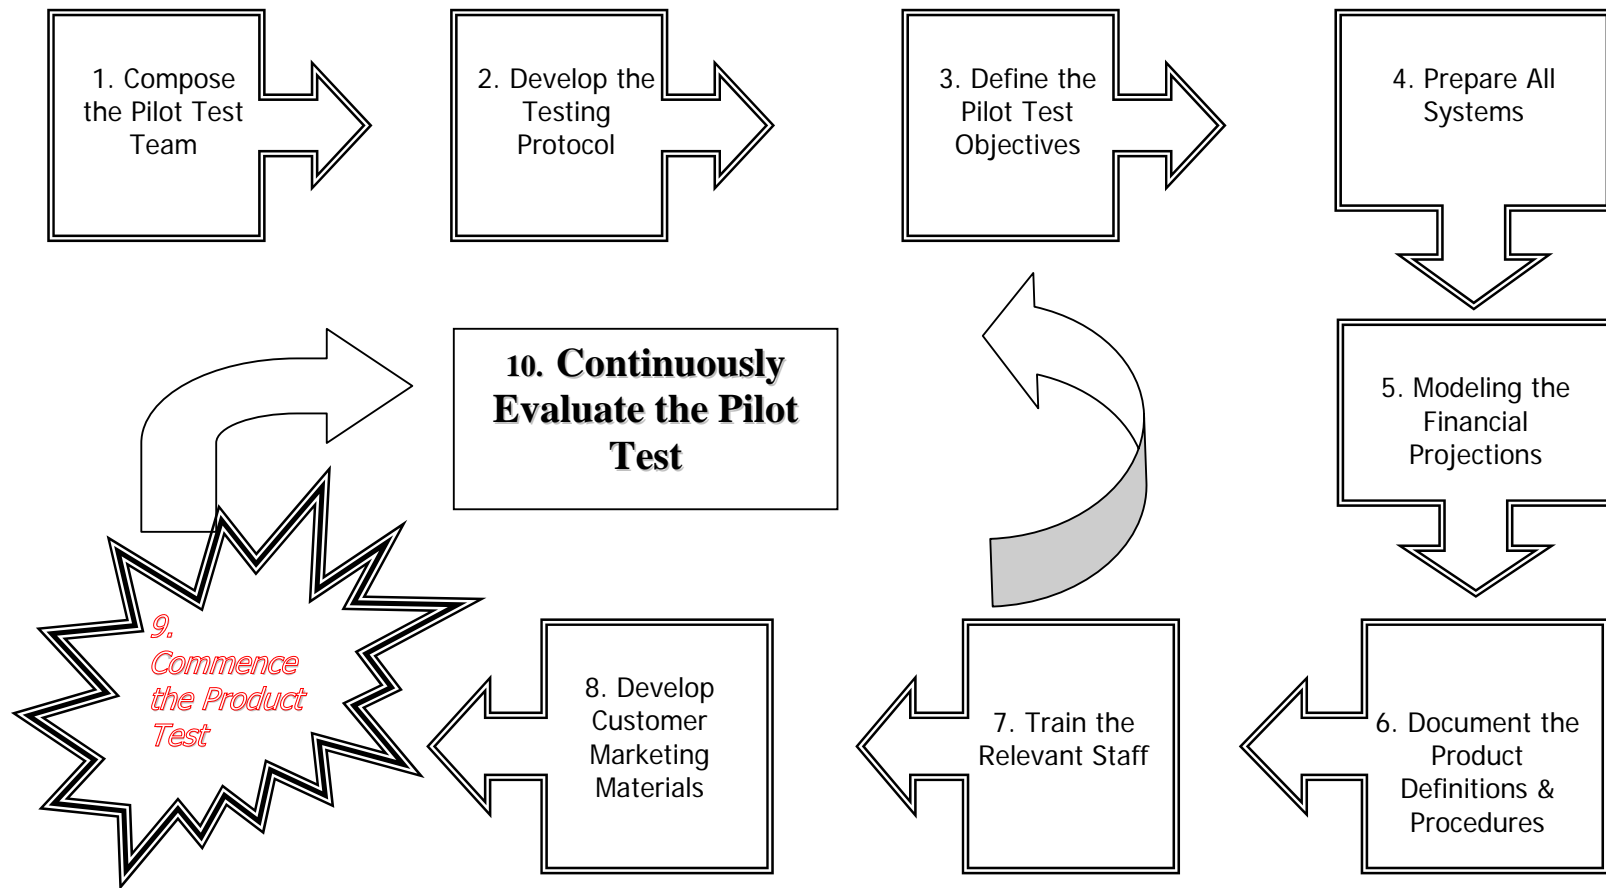 1. Compose
the Pilot Test
Team
2. Develop the
Testing
Protocol
3. Define the
Pilot Test
Objectives
4. Prepare All
Systems
5. Modeling the
Financial
Projections
6. Document the
Product
Definitions &
Procedures
7. Train the
Relevant Staff
8. Develop
Customer
Marketing
Materials
9.
Commence
the Product
Test
10. Continuously
Evaluate the Pilot
Test